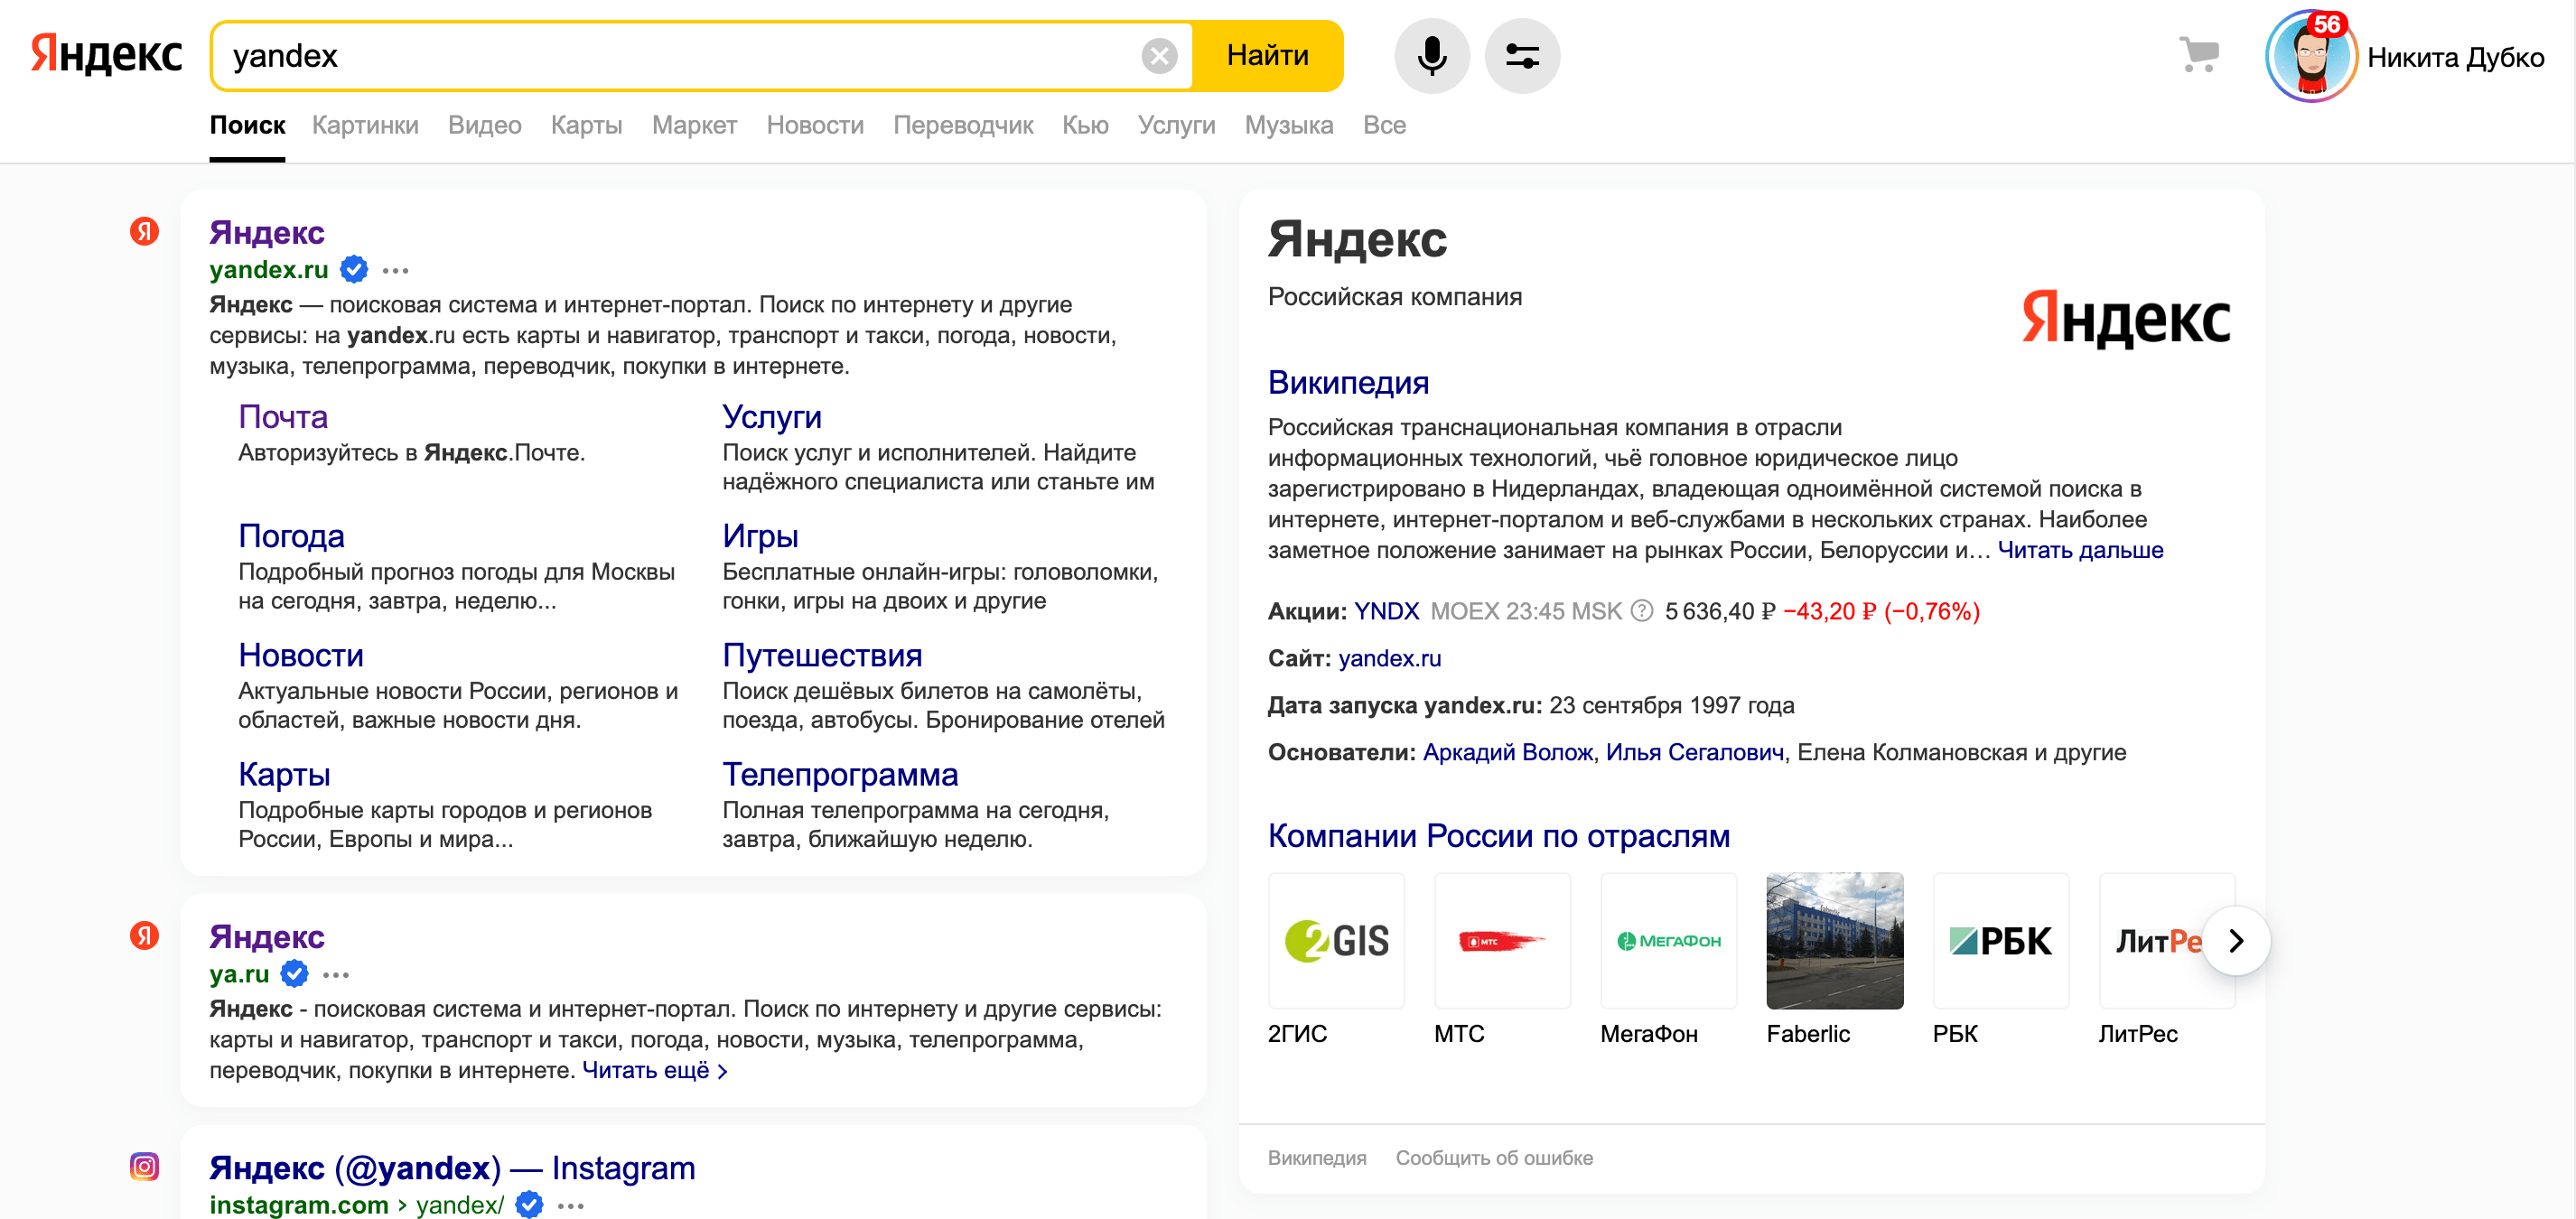 Яндекс
yandex
Найти
56
Никита Дубко
Поиск Картинки Видео Карты Маркет Новости Переводчик Кью Услуги Музыка Все
Яндекс
yandex.ru
Яндекс — поисковая система и интернет-портал. Поиск по интернету и другие
сервисы: на yandex.ru есть карты и навигатор, транспорт и такси, погода, новости,
музыка, телепрограмма, переводчик, покупки в интернете.
Почта
Авторизуйтесь в Яндекс.Почте.
Услуги
Поиск услуг и исполнителей. Найдите
надёжного специалиста или станьте им
Погода
Подробный прогноз погоды для Москвы
на сегодня, завтра, неделю...
Игры
Бесплатные онлайн-игры: головоломки,
гонки, игры на двоих и другие
Новости
Актуальные новости России, регионов и
областей, важные новости дня.
Путешествия
Поиск дешёвых билетов на самолёты,
поезда, автобусы. Бронирование отелей
Карты
Подробные карты городов и регионов
России, Европы и мира...
Телепрограмма
Полная телепрограмма на сегодня,
завтра, ближайшую неделю.
Яндекс
ya.ru
Яндекс - поисковая система и интернет-портал. Поиск по интернету и другие сервисы:
карты и навигатор, транспорт и такси, погода, новости, музыка, телепрограмма,
переводчик, покупки в интернете. Читать ещё >
Яндекс (@yandex) — Instagram
instagram.com › yandex/
Яндекс
Российская компания
Яндекс
Википедия
Российская транснациональная компания в отрасли
информационных технологий, чьё головное юридическое лицо
зарегистрировано в Нидерландах, владеющая одноимённой системой поиска в
интернете, интернет-порталом и веб-службами в нескольких странах. Наиболее
заметное положение занимает на рынках России, Белоруссии и… Читать дальше
Акции: YNDX MOEX 23:45 MSK ? 5 636,40 ₽ −43,20 ₽ (−0,76%)
Сайт: yandex.ru
Дата запуска yandex.ru: 23 сентября 1997 года
Основатели: Аркадий Волож, Илья Сегалович, Елена Колмановская и другие
Компании России по отраслям
2GIS
МТС
МЕГАФОН
РБК
ЛитРе
2ГИС
МТС
МегаФон
Faberlic
РБК
ЛитРес
Википедия Сообщить об ошибке